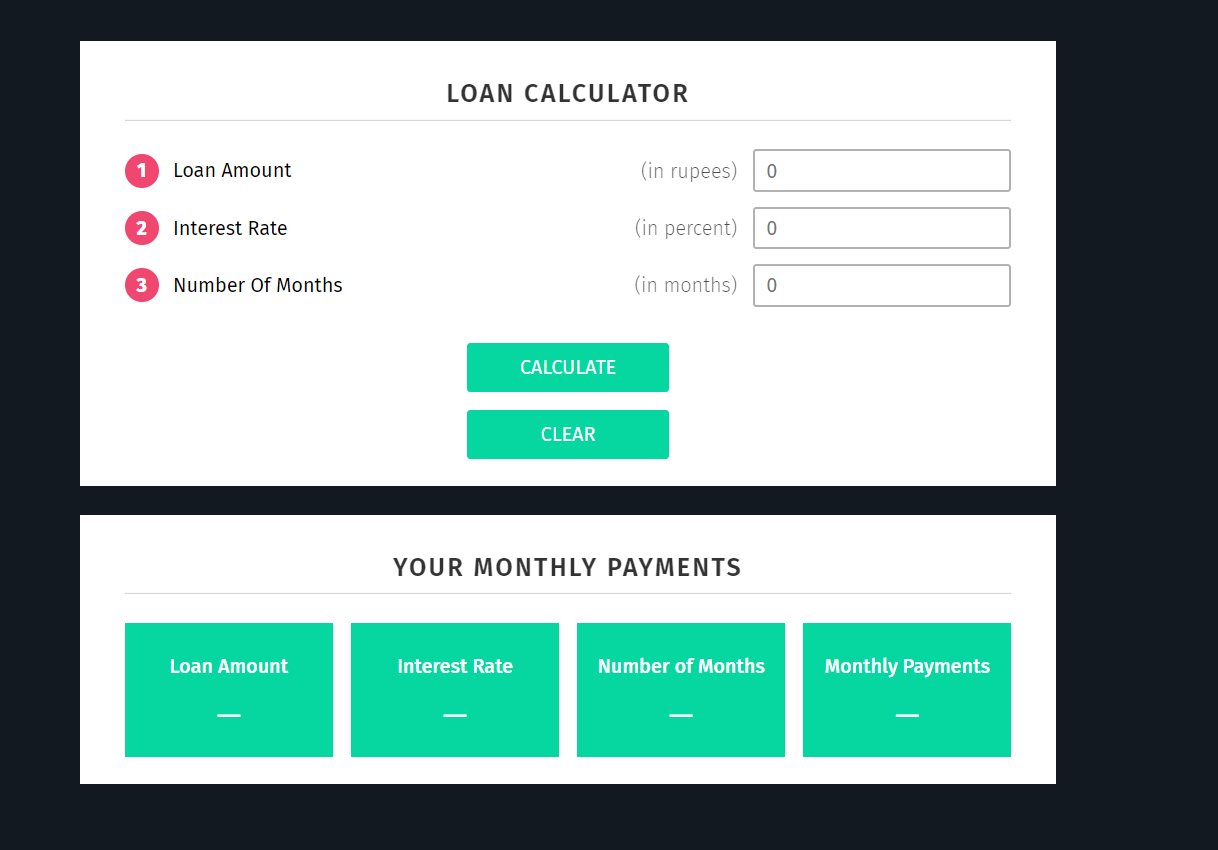 LOAN CALCULATOR
1 Loan Amount (in rupees) 0
2 Interest Rate (in percent) 0
3 Number Of Months (in months) 0
CALCULATE
CLEAR
YOUR MONTHLY PAYMENTS
Loan Amount Interest Rate Number of Months Monthly Payments
— — — —